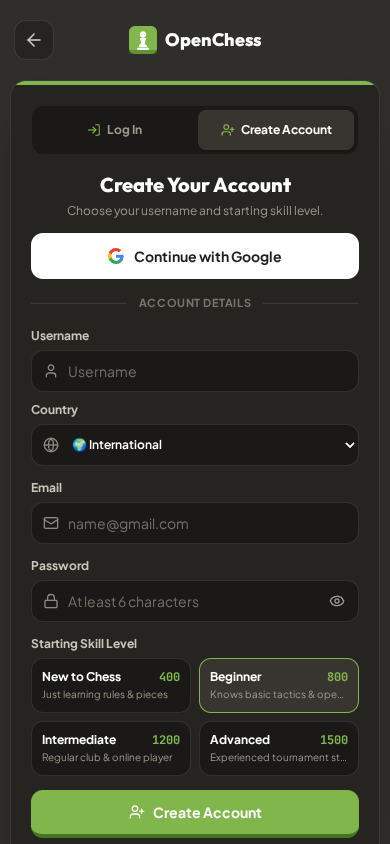 OpenChess
Log In
Create Account
Create Your Account
Choose your username and starting skill level.
Continue with Google
ACCOUNT DETAILS
Username
Username
Country
International
Email
name@gmail.com
Password
At least 6 characters
Starting Skill Level
New to Chess 400
Just learning rules & pieces
Beginner 800
Knows basic tactics & ope...
Intermediate 1200
Regular club & online player
Advanced 1500
Experienced tournament st...
Create Account